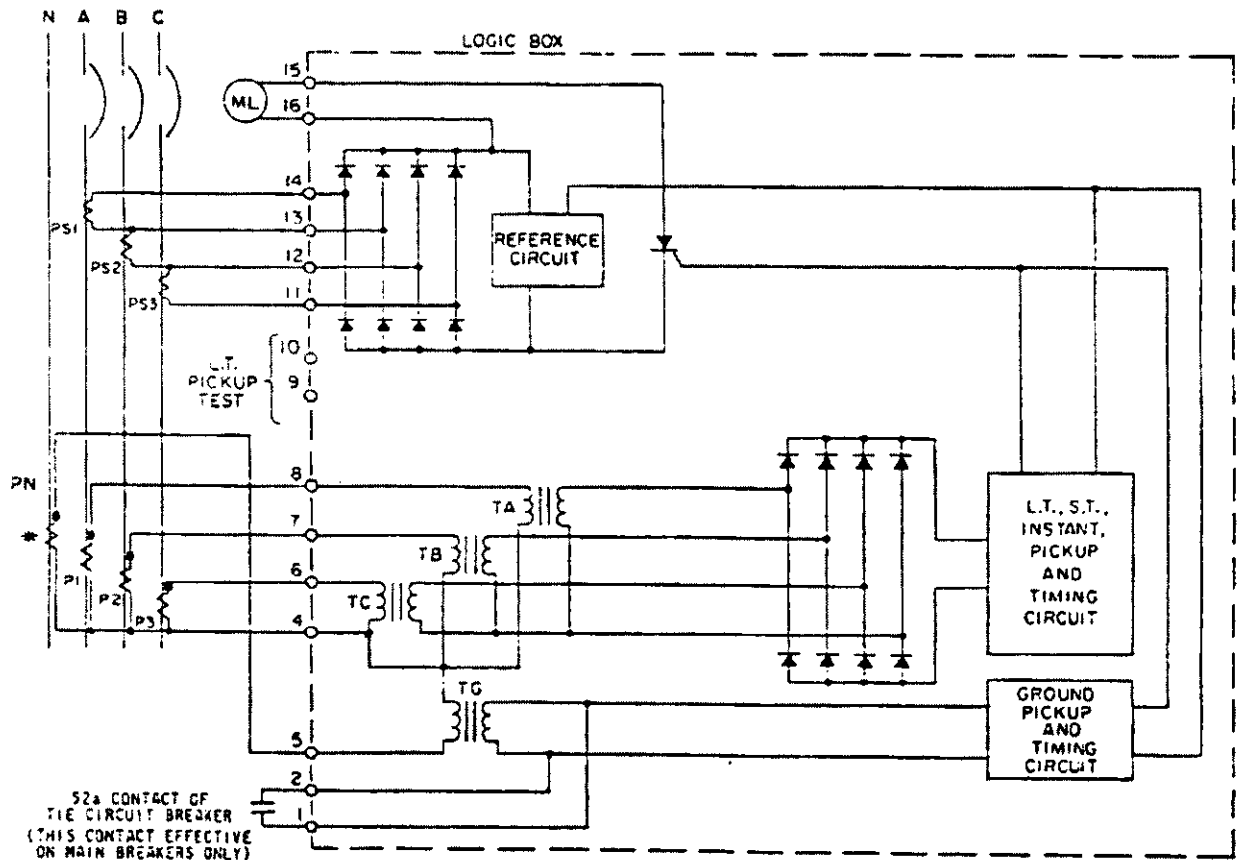 N A B C
LOGIC BOX
15
ML
16
14
PS1
13
REFERENCE
CIRCUIT
PS2
12
PS3
11
10
L.T.
PICKUP
TEST
9
PN
8
TA
L.T., S.T.,
INSTANT,
PICKUP
AND
TIMING
CIRCUIT
*
7
TB
P1
6
P2
TC
P3
4
TG
GROUND
PICKUP
AND
TIMING
CIRCUIT
5
2
52a CONTACT OF
TIE CIRCUIT BREAKER
(THIS CONTACT EFFECTIVE
ON MAIN BREAKERS ONLY)
1